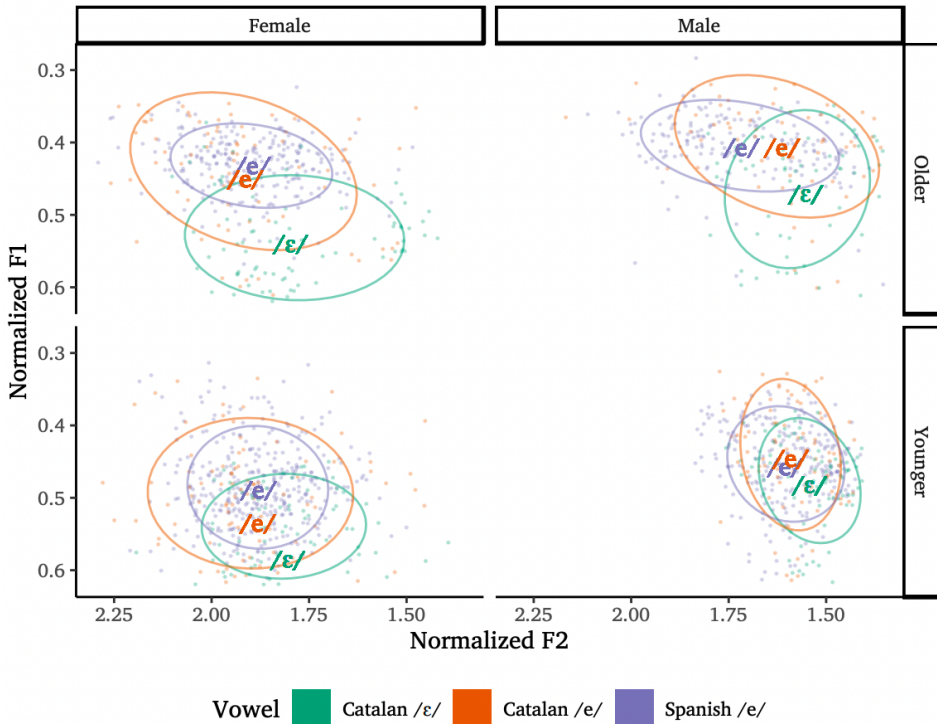 Female
Male
0.3
0.4
0.5
0.6
/e/
/e/
/ɛ/
/e/
/e/
/ɛ/
Older
0.3
0.4
0.5
0.6
/e/
/e/
/ɛ/
/e/
/e/
/ɛ/
Younger
Normalized F1
2.25
2.00
1.75
1.50
2.25
2.00
1.75
1.50
Normalized F2
Vowel
Catalan /ɛ/
Catalan /e/
Spanish /e/